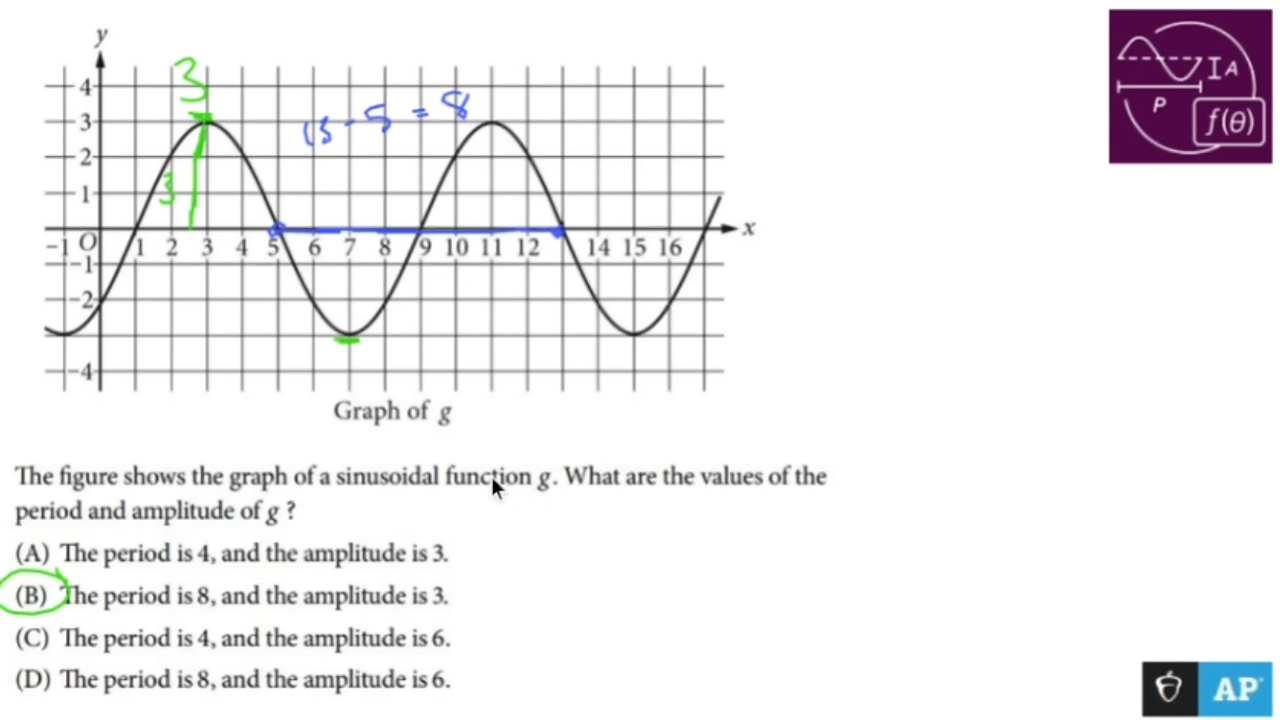 y
3
4
3
2
1
13 - 5 = 8
3
I A
P
f(θ)
x
-1 O 1 2 3 4 5 6 7 8 9 10 11 12 14 15 16
-1
-2
-4
Graph of g
The figure shows the graph of a sinusoidal function g. What are the values of the
period and amplitude of g ?
(A) The period is 4, and the amplitude is 3.
(B) The period is 8, and the amplitude is 3.
(C) The period is 4, and the amplitude is 6.
(D) The period is 8, and the amplitude is 6.
AP